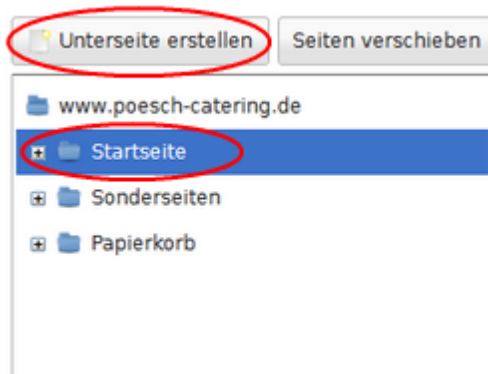 Unterseite erstellen Seiten verschieben
www.poesch-catering.de
Startseite
Sonderseiten
Papierkorb